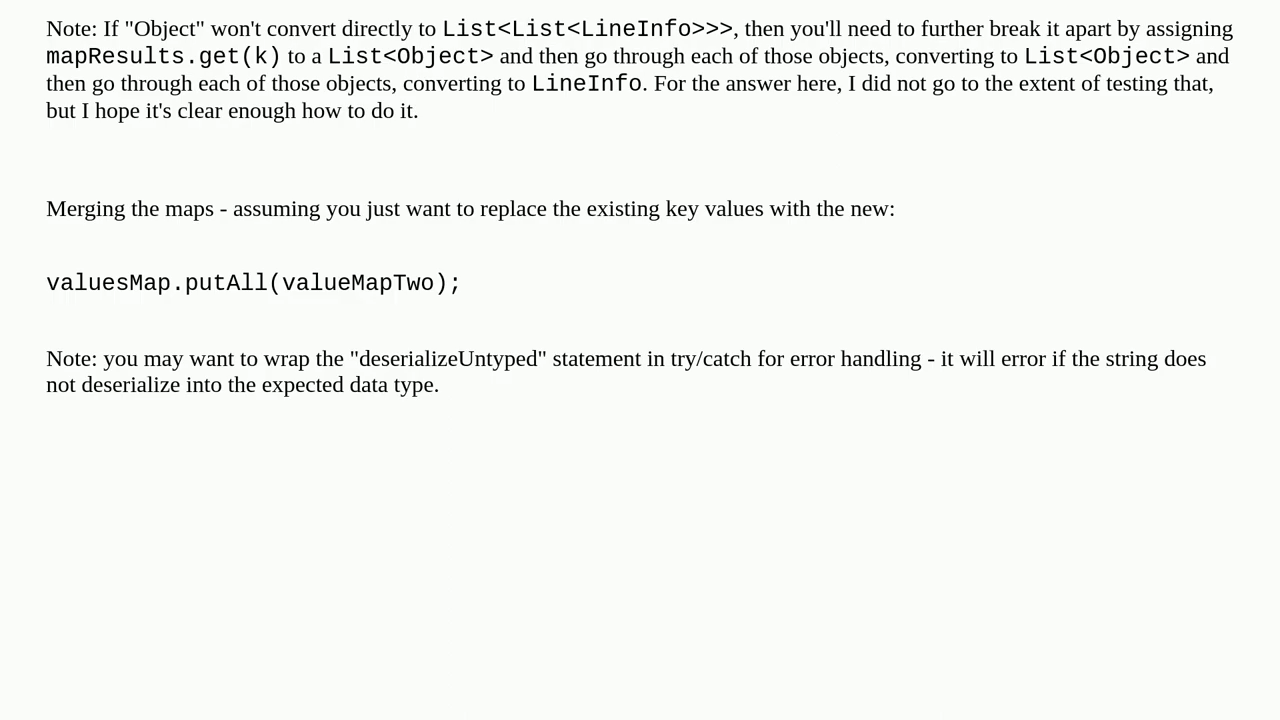 Note: If "Object" won't convert directly to List<List<LineInfo>>>, then you'll need to further break it apart by assigning
mapResults.get(k) to a List<Object> and then go through each of those objects, converting to List<Object> and
then go through each of those objects, converting to LineInfo. For the answer here, I did not go to the extent of testing that,
but I hope it's clear enough how to do it.
Merging the maps - assuming you just want to replace the existing key values with the new:
valuesMap.putAll(valueMapTwo);
Note: you may want to wrap the "deserializeUntyped" statement in try/catch for error handling - it will error if the string does
not deserialize into the expected data type.